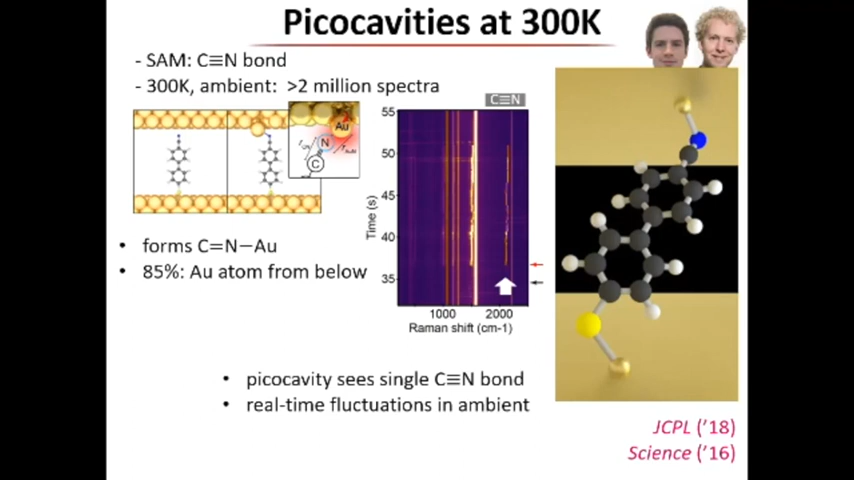 Picocavities at 300K
- SAM: C≡N bond
- 300K, ambient: >2 million spectra
C≡N
Au
N
C
55
50
45
40
35
Time (s)
1000 2000
Raman shift (cm-1)
• forms C=N−Au
• 85%: Au atom from below
• picocavity sees single C≡N bond
• real-time fluctuations in ambient
JCPL ('18)
Science ('16)